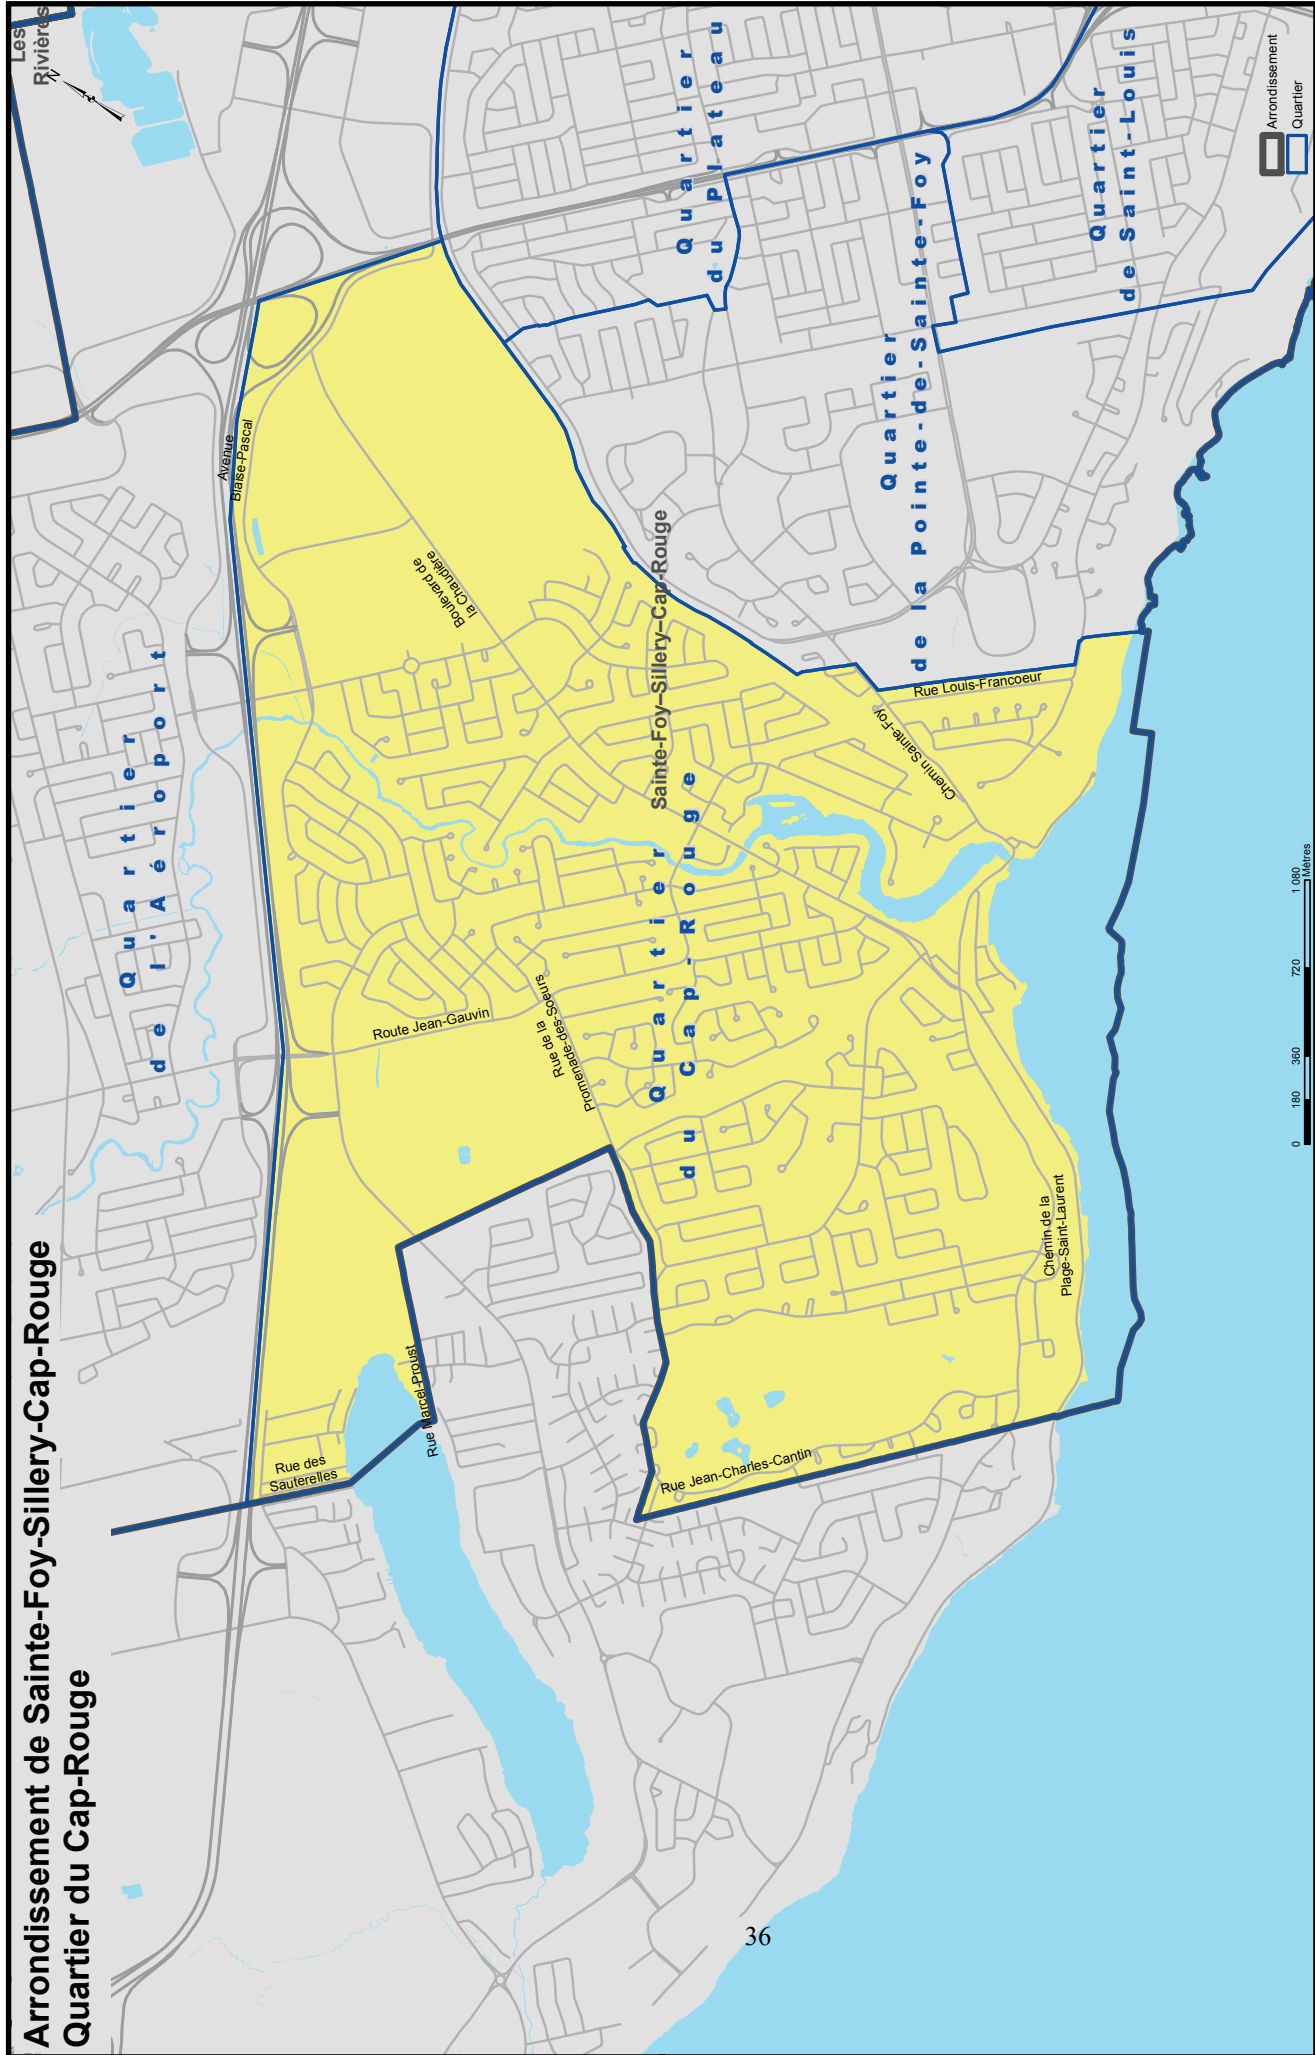 Arrondissement de Sainte-Foy-Sillery-Cap-Rouge
Quartier du Cap-Rouge
Les
Rivières
N
Quartier
de l'Aéroport
Avenue
Blaise-Pascal
Boulevard de
la Chaudière
Quartier
du Plateau
Quartier
de la Pointe-de-Sainte-Foy
Quartier
de Saint-Louis
Sainte-Foy–Sillery–Cap-Rouge
Quartier
du Cap-Rouge
Rue Louis-Francoeur
Chemin Sainte-Foy
Route Jean-Gauvin
Rue de la
Promenade-des-Soeurs
Rue Marcel-Proust
Rue des
Sauterelles
Rue Jean-Charles-Cantin
Chemin de la
Plage-Saint-Laurent
Arrondissement
Quartier
0 180 360 720 1 080
Mètres
36